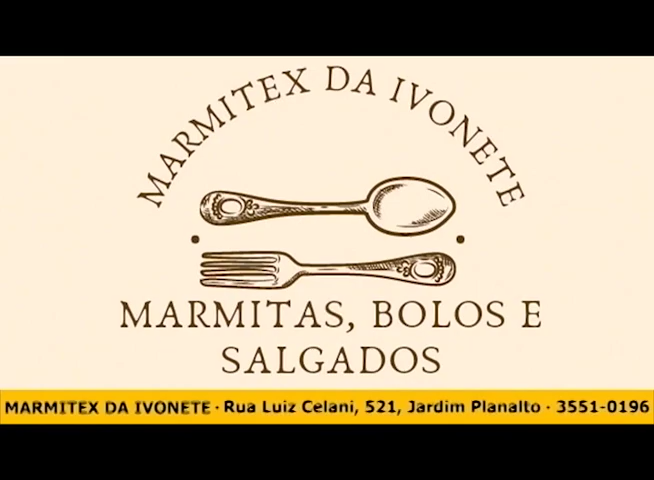 MARMITEX DA IVONETE
MARMITAS, BOLOS E
SALGADOS
MARMITEX DA IVONETE · Rua Luiz Celani, 521, Jardim Planalto · 3551-0196